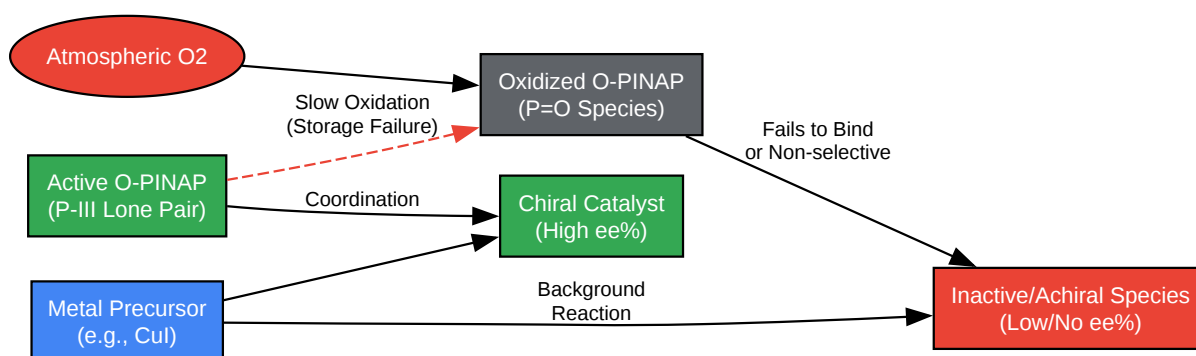 Atmospheric O2
Oxidized O-PINAP
(P=O Species)
Slow Oxidation
(Storage Failure)
Fails to Bind
or Non-selective
Active O-PINAP
(P-III Lone Pair)
Coordination
Chiral Catalyst
(High ee%)
Metal Precursor
(e.g., CuI)
Background
Reaction
Inactive/Achiral Species
(Low/No ee%)